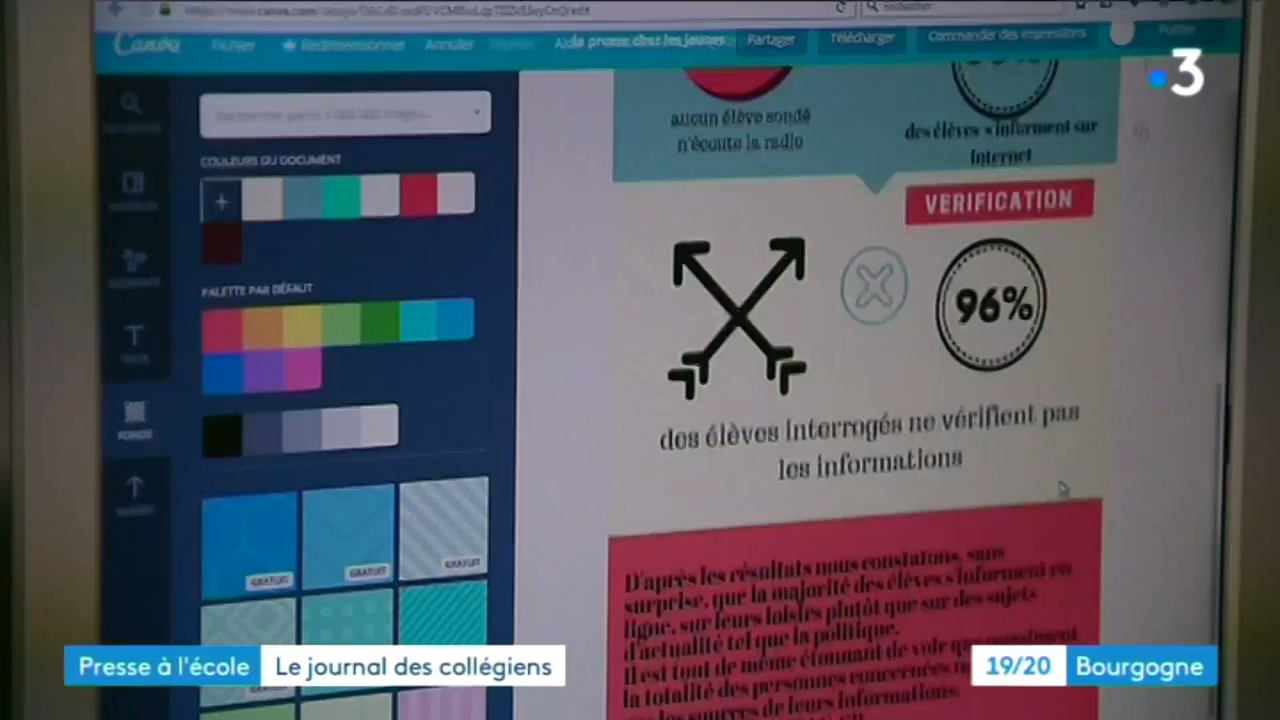 Canva
Fichier
Redimensionner
Annuler
Partager
Télécharger
Commander des impressions
3
COULEURS DU DOCUMENT
+
PALETTE PAR DÉFAUT
FONDS
GRATUIT
GRATUIT
GRATUIT
GRATUIT
aucun élève sondé
n'écoute la radio
des élèves s'informent sur
Internet
VERIFICATION
96%
des élèves interrogés ne vérifient pas
les informations
D'après les résultats nous constatons, sans
surprise, que la majorité des élèves s'informent en
ligne, sur leurs loisirs plutôt que sur des sujets
d'actualité tel que la politique.
Il est tout de même étonnant de voir que
la totalité des personnes concernées
les sources de leurs informations
Presse à l'école
Le journal des collégiens
19/20
Bourgogne